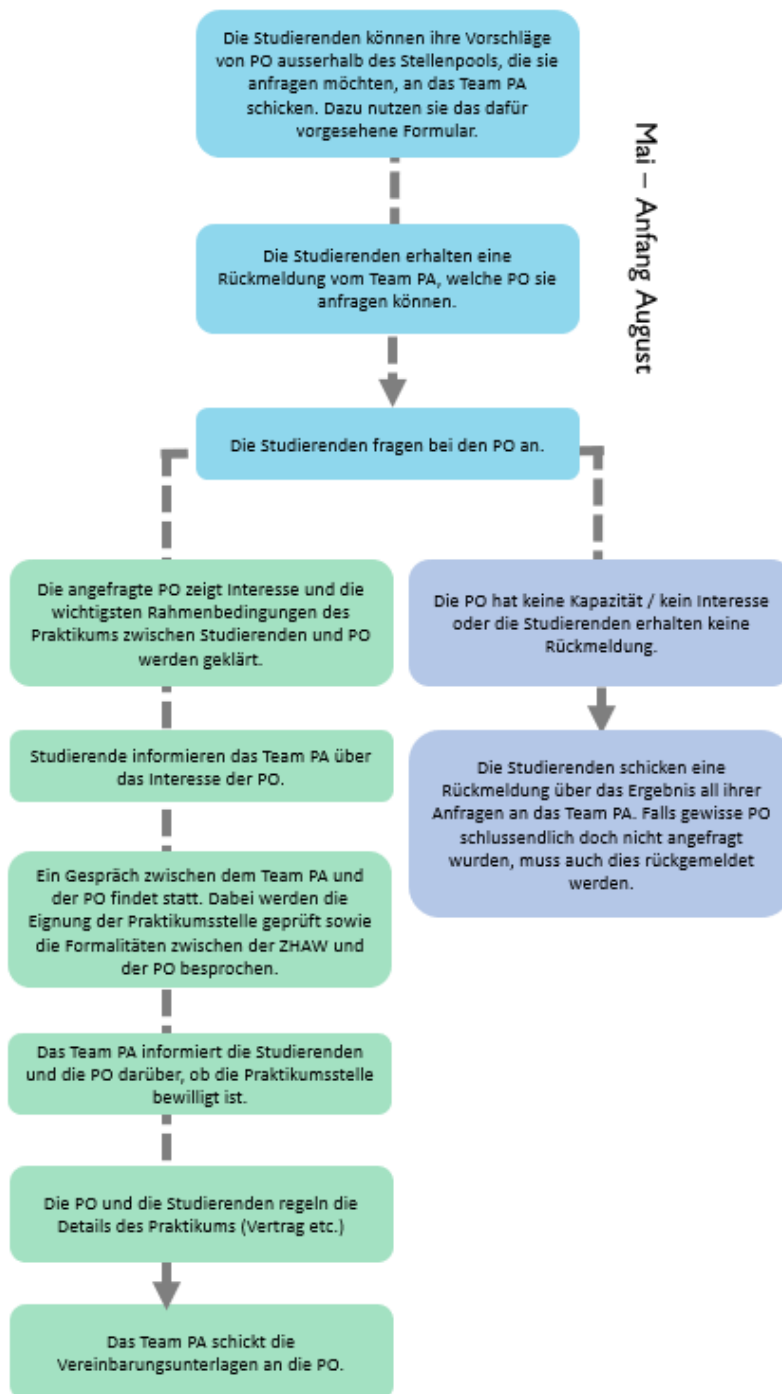 Die Studierenden können ihre Vorschläge
von PO ausserhalb des Stellenpools, die sie
anfragen möchten, an das Team PA
schicken. Dazu nutzen sie das dafür
vorgesehene Formular.
Mai – Anfang August
Die Studierenden erhalten eine
Rückmeldung vom Team PA, welche PO sie
anfragen können.
Die Studierenden fragen bei den PO an.
Die angefragte PO zeigt Interesse und die
wichtigsten Rahmenbedingungen des
Praktikums zwischen Studierenden und PO
werden geklärt.
Studierende informieren das Team PA über
das Interesse der PO.
Ein Gespräch zwischen dem Team PA und
der PO findet statt. Dabei werden die
Eignung der Praktikumsstelle geprüft sowie
die Formalitäten zwischen der ZHAW und
der PO besprochen.
Das Team PA informiert die Studierenden
und die PO darüber, ob die Praktikumsstelle
bewilligt ist.
Die PO und die Studierenden regeln die
Details des Praktikums (Vertrag etc.)
Das Team PA schickt die
Vereinbarungsunterlagen an die PO.
Die PO hat keine Kapazität / kein Interesse
oder die Studierenden erhalten keine
Rückmeldung.
Die Studierenden schicken eine
Rückmeldung über das Ergebnis all ihrer
Anfragen an das Team PA. Falls gewisse PO
schlussendlich doch nicht angefragt
wurden, muss auch dies rückgemeldet
werden.